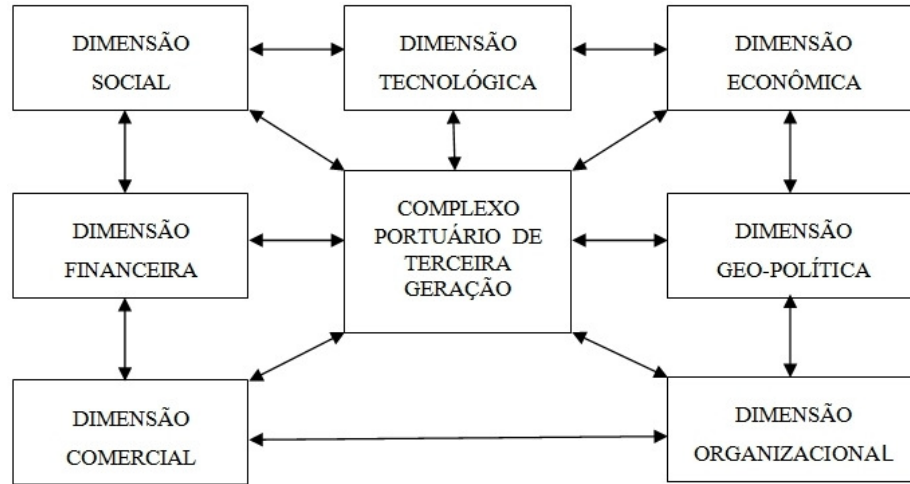 DIMENSÃO
SOCIAL
DIMENSÃO
TECNOLÓGICA
DIMENSÃO
ECONÔMICA
DIMENSÃO
FINANCEIRA
COMPLEXO
PORTUÁRIO DE
TERCEIRA
GERAÇÃO
DIMENSÃO
GEO-POLÍTICA
DIMENSÃO
COMERCIAL
DIMENSÃO
ORGANIZACIONAL